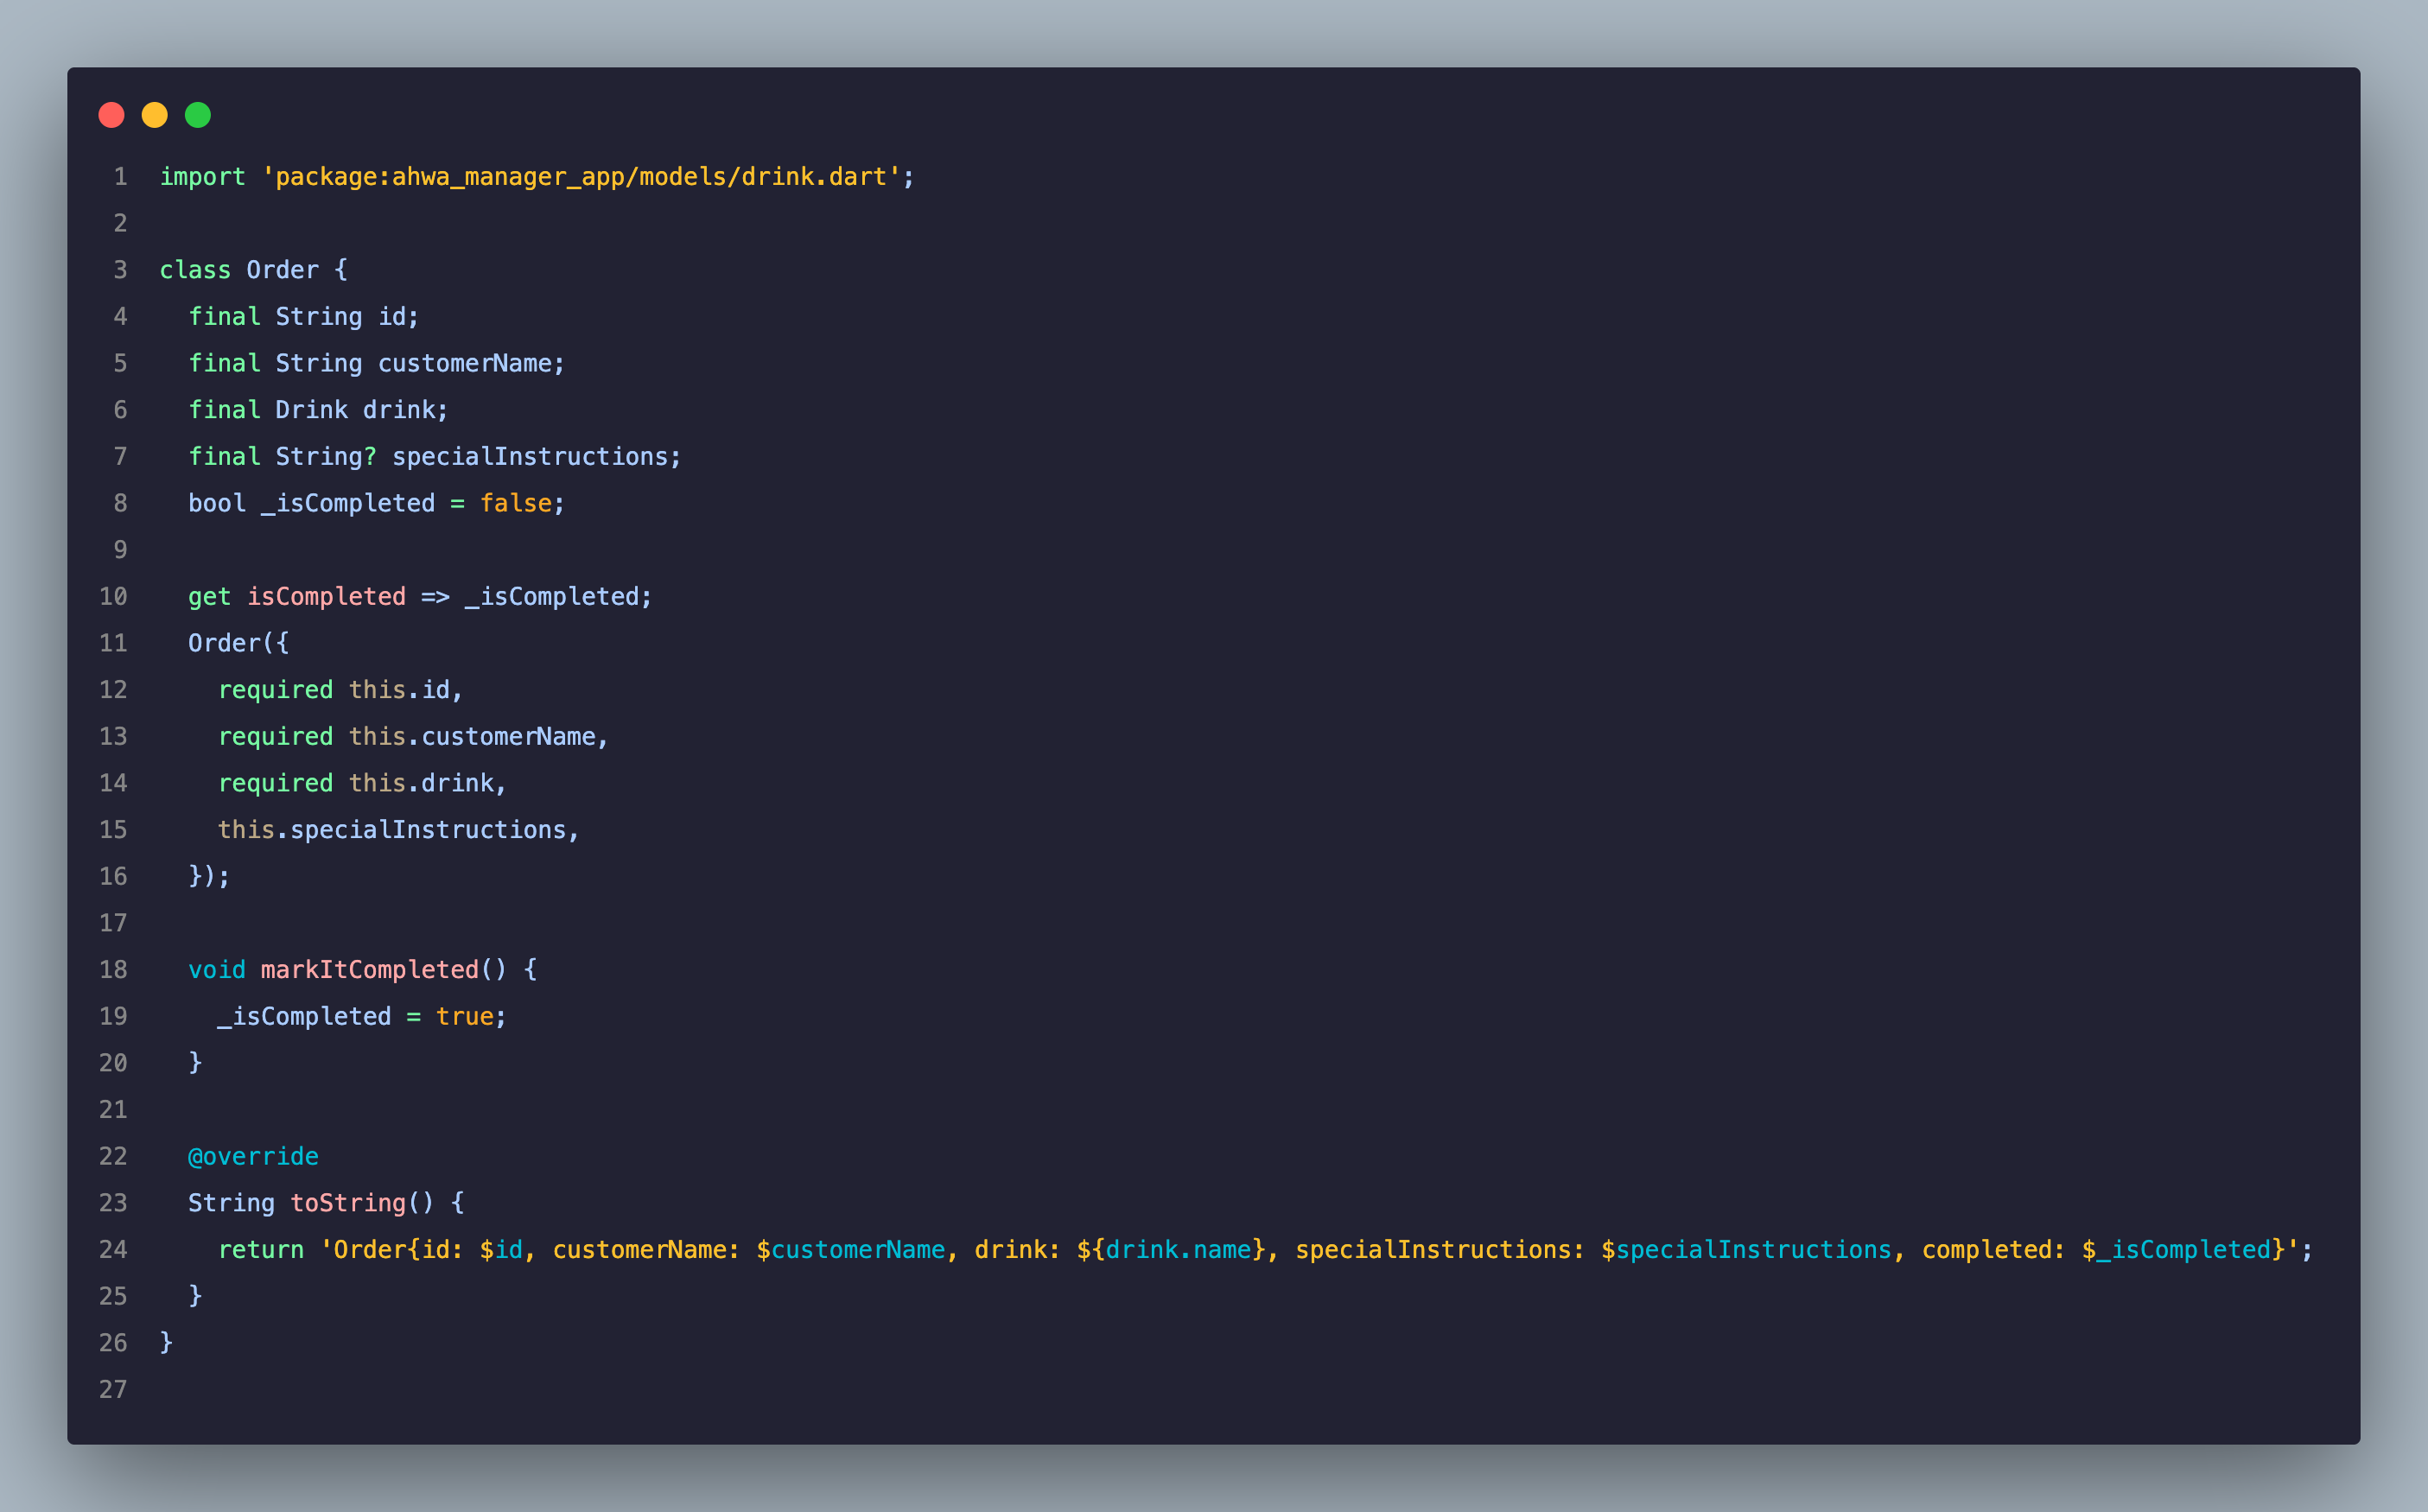 1 import 'package:ahwa_manager_app/models/drink.dart';
2
3 class Order {
4   final String id;
5   final String customerName;
6   final Drink drink;
7   final String? specialInstructions;
8   bool _isCompleted = false;
9
10   get isCompleted => _isCompleted;
11   Order({
12     required this.id,
13     required this.customerName,
14     required this.drink,
15     this.specialInstructions,
16   });
17
18   void markItCompleted() {
19     _isCompleted = true;
20   }
21
22   @override
23   String toString() {
24     return 'Order{id: $id, customerName: $customerName, drink: ${drink.name}, specialInstructions: $specialInstructions, completed: $_isCompleted}';
25   }
26 }
27